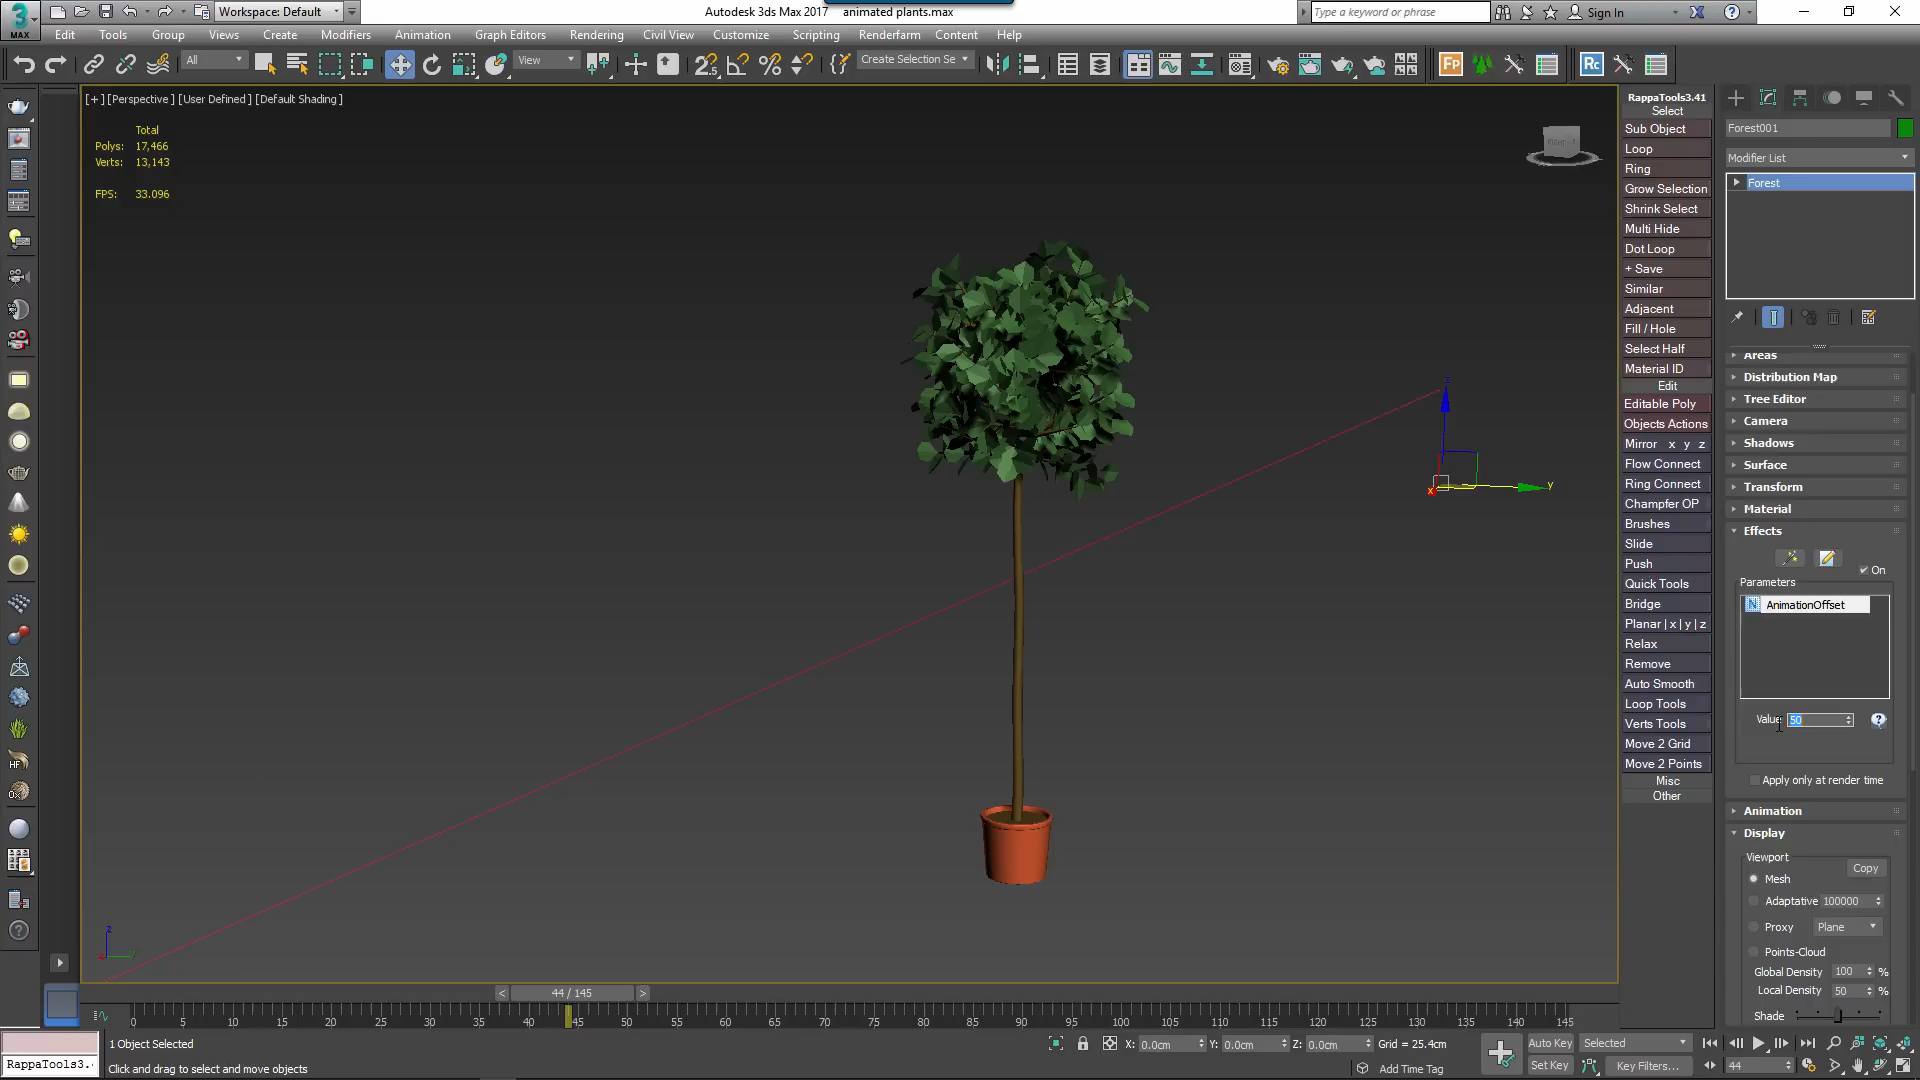 Workspace: Default
Autodesk 3ds Max 2017 animated plants.max
Type a keyword or phrase
Sign In
MAX
Edit Tools Group Views Create Modifiers Animation Graph Editors Rendering Civil View Customize Scripting Renderfarm Content Help
All
View
Create Selection Se
Fp
Rc
[+] [Perspective] [User Defined] [Default Shading]
Total
Polys: 17,466
Verts: 13,143
FPS: 33.096
z
y
x
RappaTools3.41
Select
Sub Object
Loop
Ring
Grow Selection
Shrink Select
Multi Hide
Dot Loop
+ Save
Similar
Adjacent
Fill / Hole
Select Half
Material ID
Edit
Editable Poly
Objects Actions
Mirror x y z
Flow Connect
Ring Connect
Champfer OP
Brushes
Slide
Push
Quick Tools
Bridge
Planar | x | y | z
Relax
Remove
Auto Smooth
Loop Tools
Verts Tools
Move 2 Grid
Move 2 Points
Misc
Other
Forest001
Modifier List
Forest
Areas
Distribution Map
Tree Editor
Camera
Shadows
Surface
Transform
Material
Effects
On
Parameters
AnimationOffset
Value: 50
Apply only at render time
Animation
Display
Viewport
Copy
Mesh
Adaptative 100000
Proxy Plane
Points-Cloud
Global Density 100 %
Local Density 50 %
Shade
HF
< 44 / 145 >
0 5 10 20 25 30 35 40 45 50 55 60 65 70 75 80 85 90 95 100 105 110 115 120 125 130 135 140 145
1 Object Selected
X: 0.0cm Y: 0.0cm Z: 0.0cm Grid = 25.4cm
Auto Key Selected
RappaTools3.
Click and drag to select and move objects
Add Time Tag
Set Key Key Filters...
44